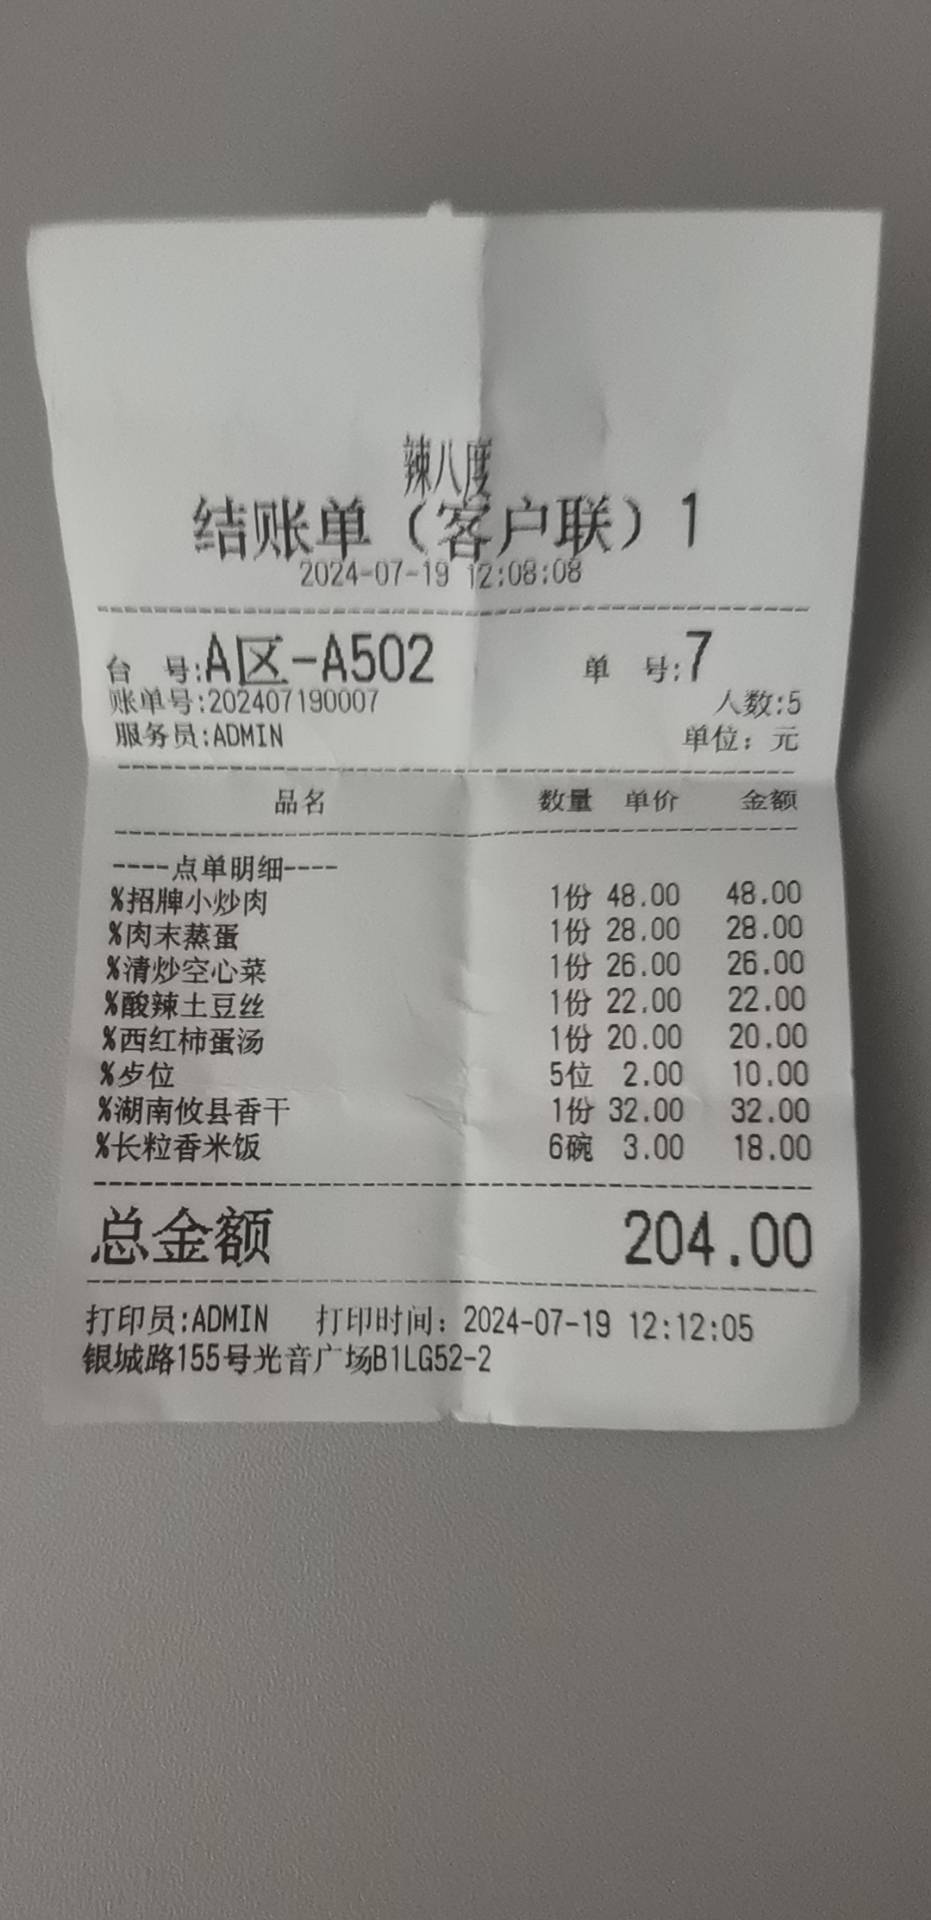 辣八度
结账单（客户联）1
2024-07-19 12:08:08
台 号:A区-A502 单 号:7
账单号:202407190007 人数:5
服务员:ADMIN 单位：元
品名 数量 单价 金额
----点单明细----
%招牌小炒肉 1份 48.00 48.00
%肉末蒸蛋 1份 28.00 28.00
%清炒空心菜 1份 26.00 26.00
%酸辣土豆丝 1份 22.00 22.00
%西红柿蛋汤 1份 20.00 20.00
%歺位 5位 2.00 10.00
%湖南攸县香干 1份 32.00 32.00
%长粒香米饭 6碗 3.00 18.00
总金额 204.00
打印员:ADMIN 打印时间：2024-07-19 12:12:05
银城路155号光音广场B1LG52-2